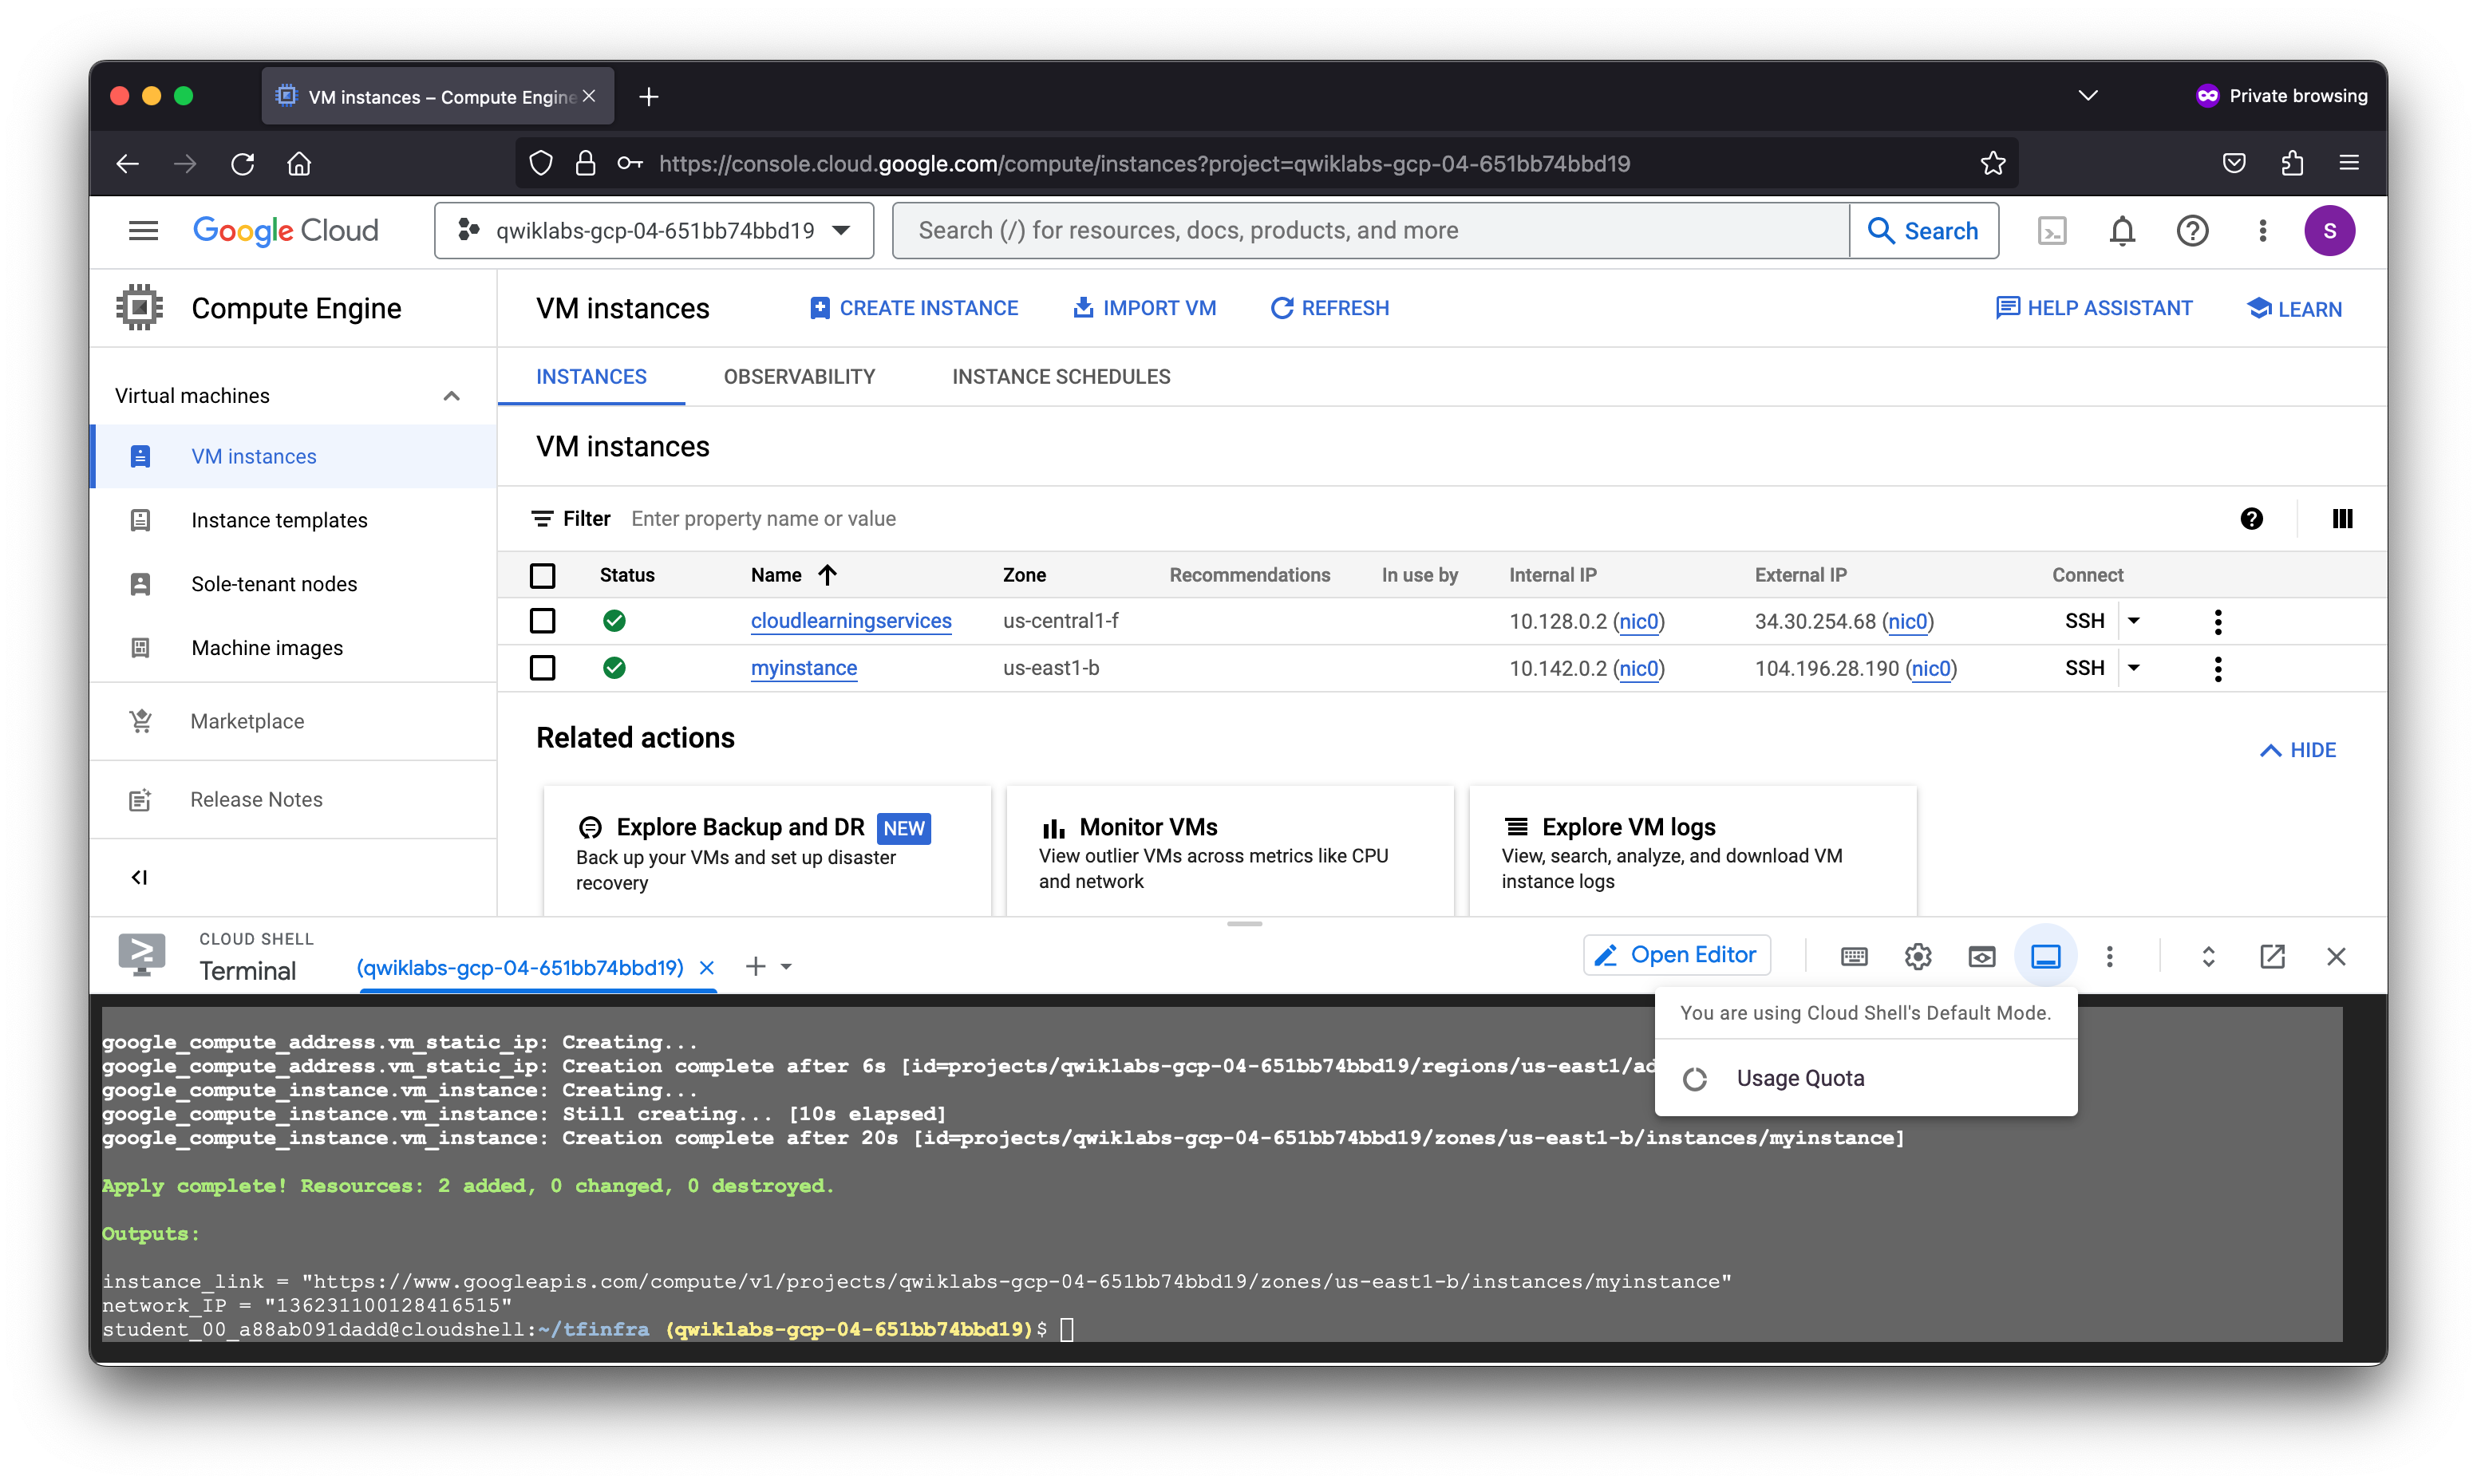 VM instances – Compute Engine
Private browsing
https://console.cloud.google.com/compute/instances?project=qwiklabs-gcp-04-651bb74bbd19
Google Cloud
qwiklabs-gcp-04-651bb74bbd19
Search (/) for resources, docs, products, and more
Search
S
Compute Engine
VM instances
CREATE INSTANCE
IMPORT VM
REFRESH
HELP ASSISTANT
LEARN
Virtual machines
VM instances
Instance templates
Sole-tenant nodes
Machine images
Marketplace
Release Notes
INSTANCES
OBSERVABILITY
INSTANCE SCHEDULES
VM instances
Filter Enter property name or value
Status Name Zone Recommendations In use by Internal IP External IP Connect
cloudlearningservices us-central1-f 10.128.0.2 (nic0) 34.30.254.68 (nic0) SSH
myinstance us-east1-b 10.142.0.2 (nic0) 104.196.28.190 (nic0) SSH
Related actions
HIDE
Explore Backup and DR NEW
Back up your VMs and set up disaster
recovery
Monitor VMs
View outlier VMs across metrics like CPU
and network
Explore VM logs
View, search, analyze, and download VM
instance logs
CLOUD SHELL
Terminal
(qwiklabs-gcp-04-651bb74bbd19)
Open Editor
You are using Cloud Shell's Default Mode.
Usage Quota
google_compute_address.vm_static_ip: Creating...
google_compute_address.vm_static_ip: Creation complete after 6s [id=projects/qwiklabs-gcp-04-651bb74bbd19/regions/us-east1/ad
google_compute_instance.vm_instance: Creating...
google_compute_instance.vm_instance: Still creating... [10s elapsed]
google_compute_instance.vm_instance: Creation complete after 20s [id=projects/qwiklabs-gcp-04-651bb74bbd19/zones/us-east1-b/instances/myinstance]
Apply complete! Resources: 2 added, 0 changed, 0 destroyed.
Outputs:
instance_link = "https://www.googleapis.com/compute/v1/projects/qwiklabs-gcp-04-651bb74bbd19/zones/us-east1-b/instances/myinstance"
network_IP = "136231100128416515"
student_00_a88ab091dadd@cloudshell:~/tfinfra (qwiklabs-gcp-04-651bb74bbd19)$